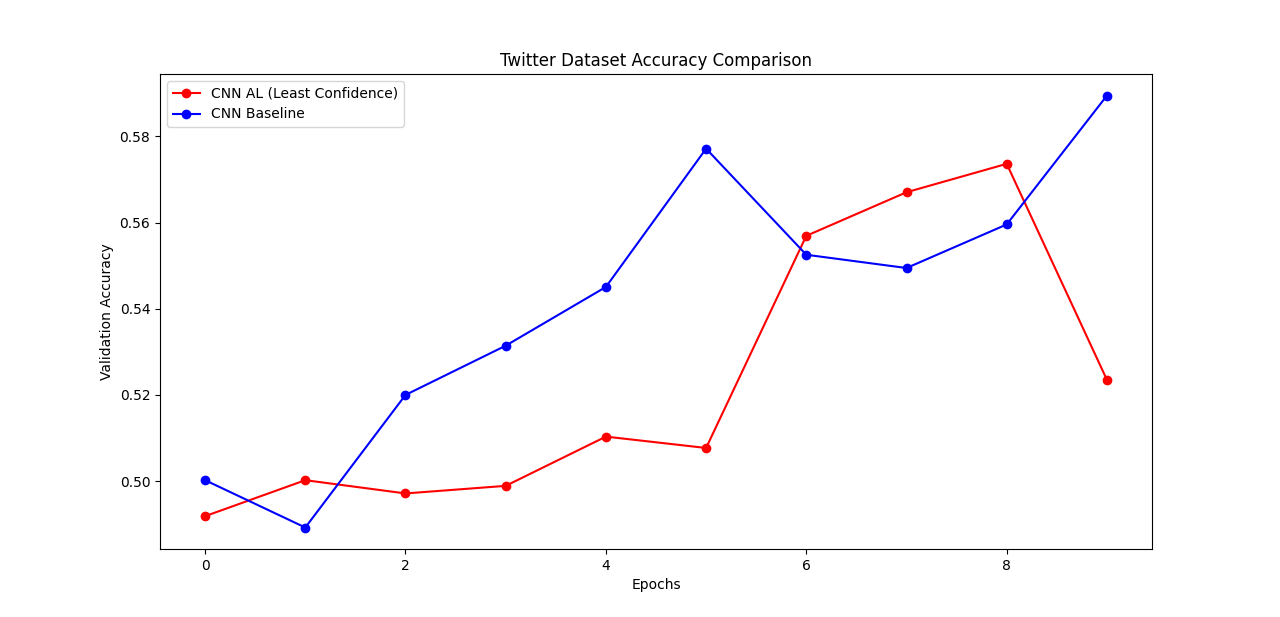 Twitter Dataset Accuracy Comparison
CNN AL (Least Confidence)
CNN Baseline
Validation Accuracy
0.58
0.56
0.54
0.52
0.50
0 2 4 6 8
Epochs